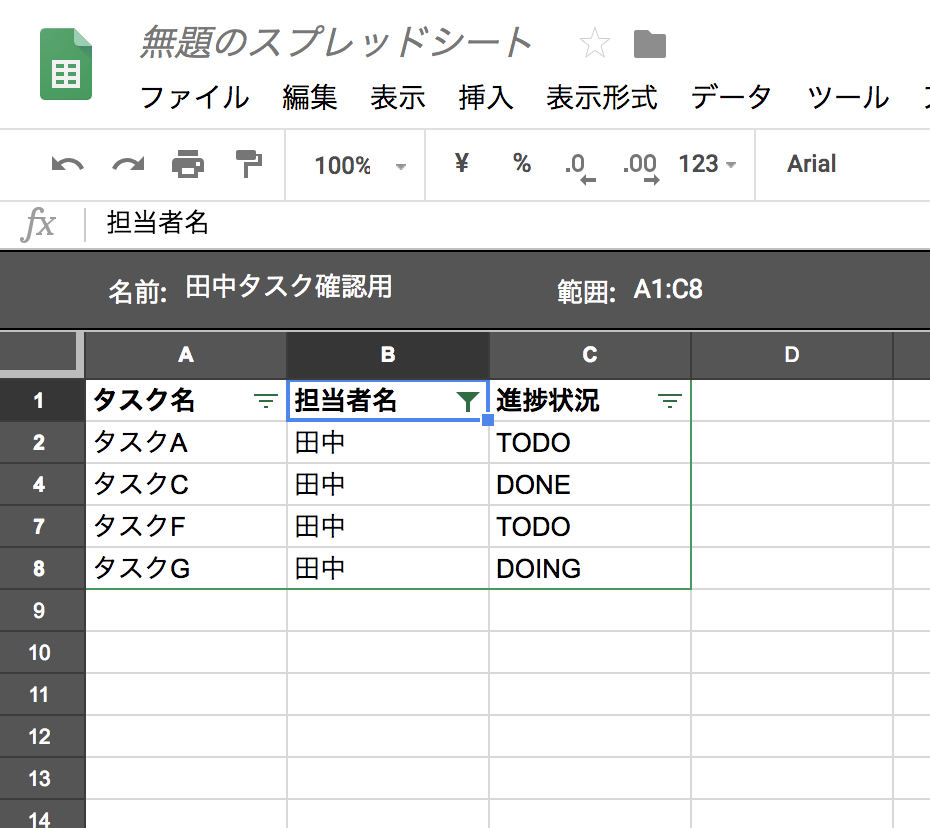 無題のスプレッドシート
ファイル 編集 表示 挿入 表示形式 データ ツール
100% ¥ % .0 .00 123 Arial
fx 担当者名
名前: 田中タスク確認用 範囲: A1:C8
A B C D
1 タスク名 担当者名 進捗状況
2 タスクA 田中 TODO
4 タスクC 田中 DONE
7 タスクF 田中 TODO
8 タスクG 田中 DOING
9
10
11
12
13
14